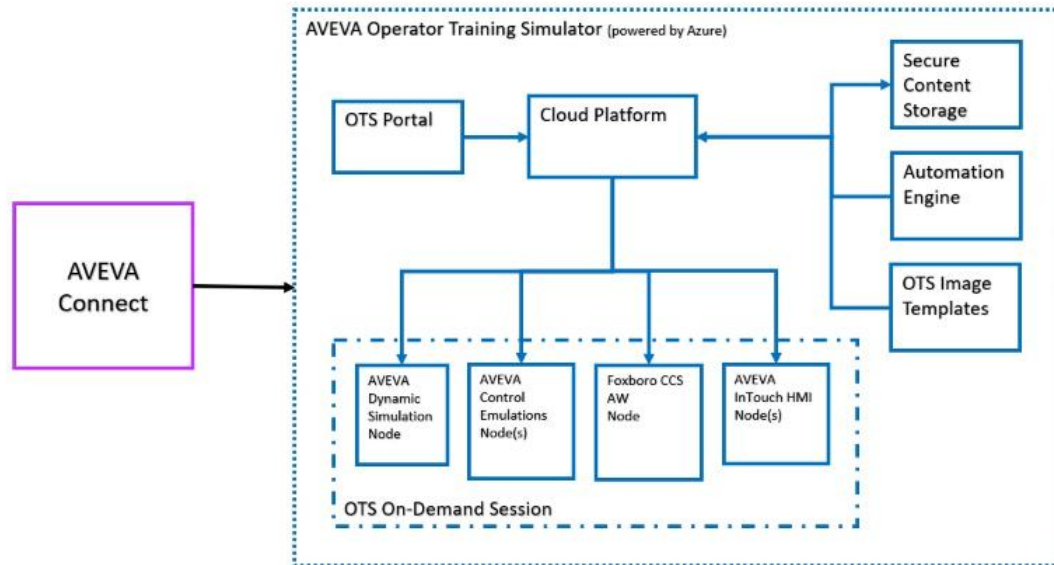 AVEVA Operator Training Simulator (powered by Azure)
Secure
Content
Storage
OTS Portal
Cloud Platform
Automation
Engine
AVEVA
Connect
OTS Image
Templates
AVEVA
Dynamic
Simulation
Node
AVEVA
Control
Emulations
Node(s)
Foxboro CCS
AW
Node
AVEVA
InTouch HMI
Node(s)
OTS On-Demand Session